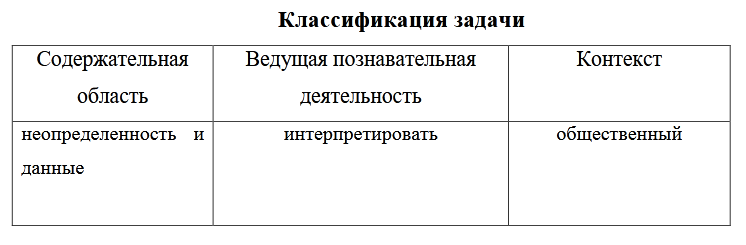 Классификация задачи
Содержательная область
Ведущая познавательная деятельность
Контекст
неопределенность и данные
интерпретировать
общественный